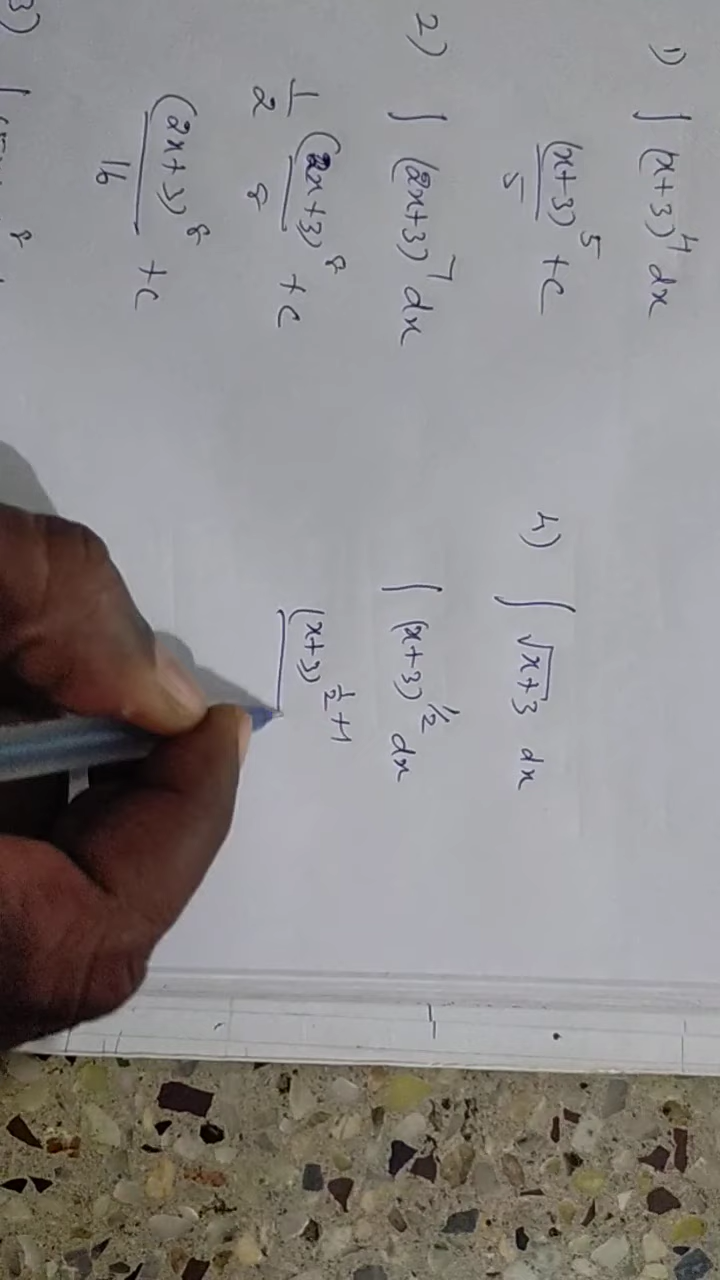 1) ∫ (x+3)^4 dx
(x+3)^5/5 + c
2) ∫ (2x+3)^7 dx
1/2 (2x+3)^8/8 + c
(2x+3)^8/16 + c
3) ∫
4) ∫ √x+3 dx
∫ (x+3)^1/2 dx
(x+3)^1/2+1